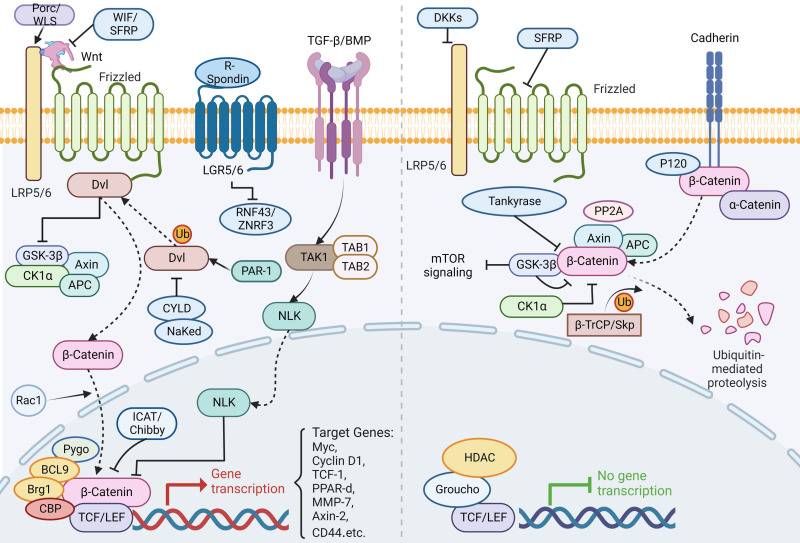 Porc/
WLS
WIF/
SFRP
Wnt
Frizzled
LRP5/6
R-
Spondin
LGR5/6
RNF43/
ZNRF3
TGF-β/BMP
Dvl
GSK-3β
CK1α
Axin
APC
Ub
Dvl
PAR-1
CYLD
NaKed
TAK1
TAB1
TAB2
NLK
β-Catenin
Rac1
NLK
ICAT/
Chibby
Pygo
BCL9
Brg1
CBP
β-Catenin
TCF/LEF
Gene
transcription
Target Genes:
Myc,
Cyclin D1,
TCF-1,
PPAR-d,
MMP-7,
Axin-2,
CD44.etc.
DKKs
SFRP
Frizzled
LRP5/6
Cadherin
P120
β-Catenin
α-Catenin
Tankyrase
PP2A
Axin
APC
β-Catenin
GSK-3β
mTOR
signaling
CK1α
Ub
β-TrCP/Skp
Ubiquitin-
mediated
proteolysis
HDAC
Groucho
TCF/LEF
No gene
transcription